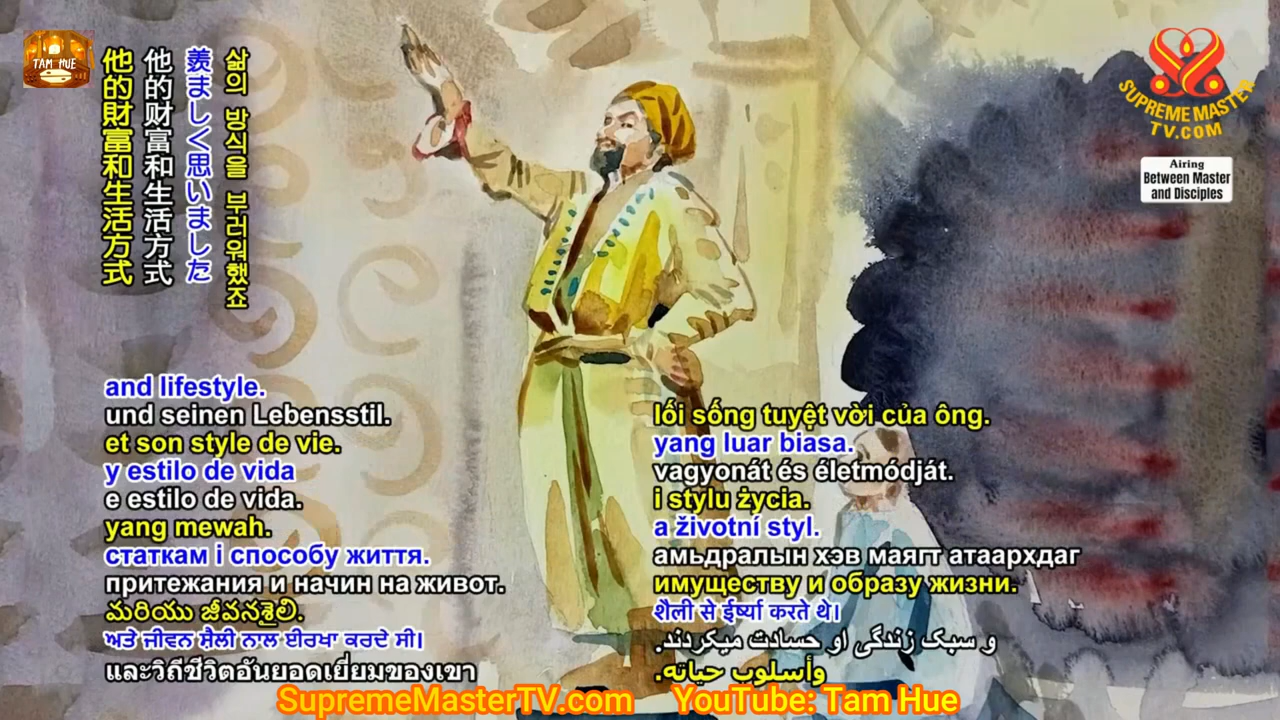 TAM HUE
他的財富和生活方式
他的财富和生活方式
羨ましく思いました
삶의 방식을 부러워했죠
SUPREME MASTER
TV.COM
Airing
Between Master
and Disciples
and lifestyle.
und seinen Lebensstil.
et son style de vie.
y estilo de vida
e estilo de vida.
yang mewah.
статкам і способу життя.
притежания и начин на живот.
మరియు జీవనశైలి.
ਅਤੇ ਜੀਵਨ ਸ਼ੈਲੀ ਨਾਲ ਈਰਖਾ ਕਰਦੇ ਸੀ।
และวิถีชีวิตอันยอดเยี่ยมของเขา
lối sống tuyệt vời của ông.
yang luar biasa.
vagyonát és életmódját.
i stylu życia.
a životní styl.
амьдралын хэв маягт атаархдаг
имуществу и образу жизни.
शैली से ईर्ष्या करते थे।
و سبک زندگی او حسادت میکردند.
وأسلوب حياته.
SupremeMasterTV.com YouTube: Tam Hue